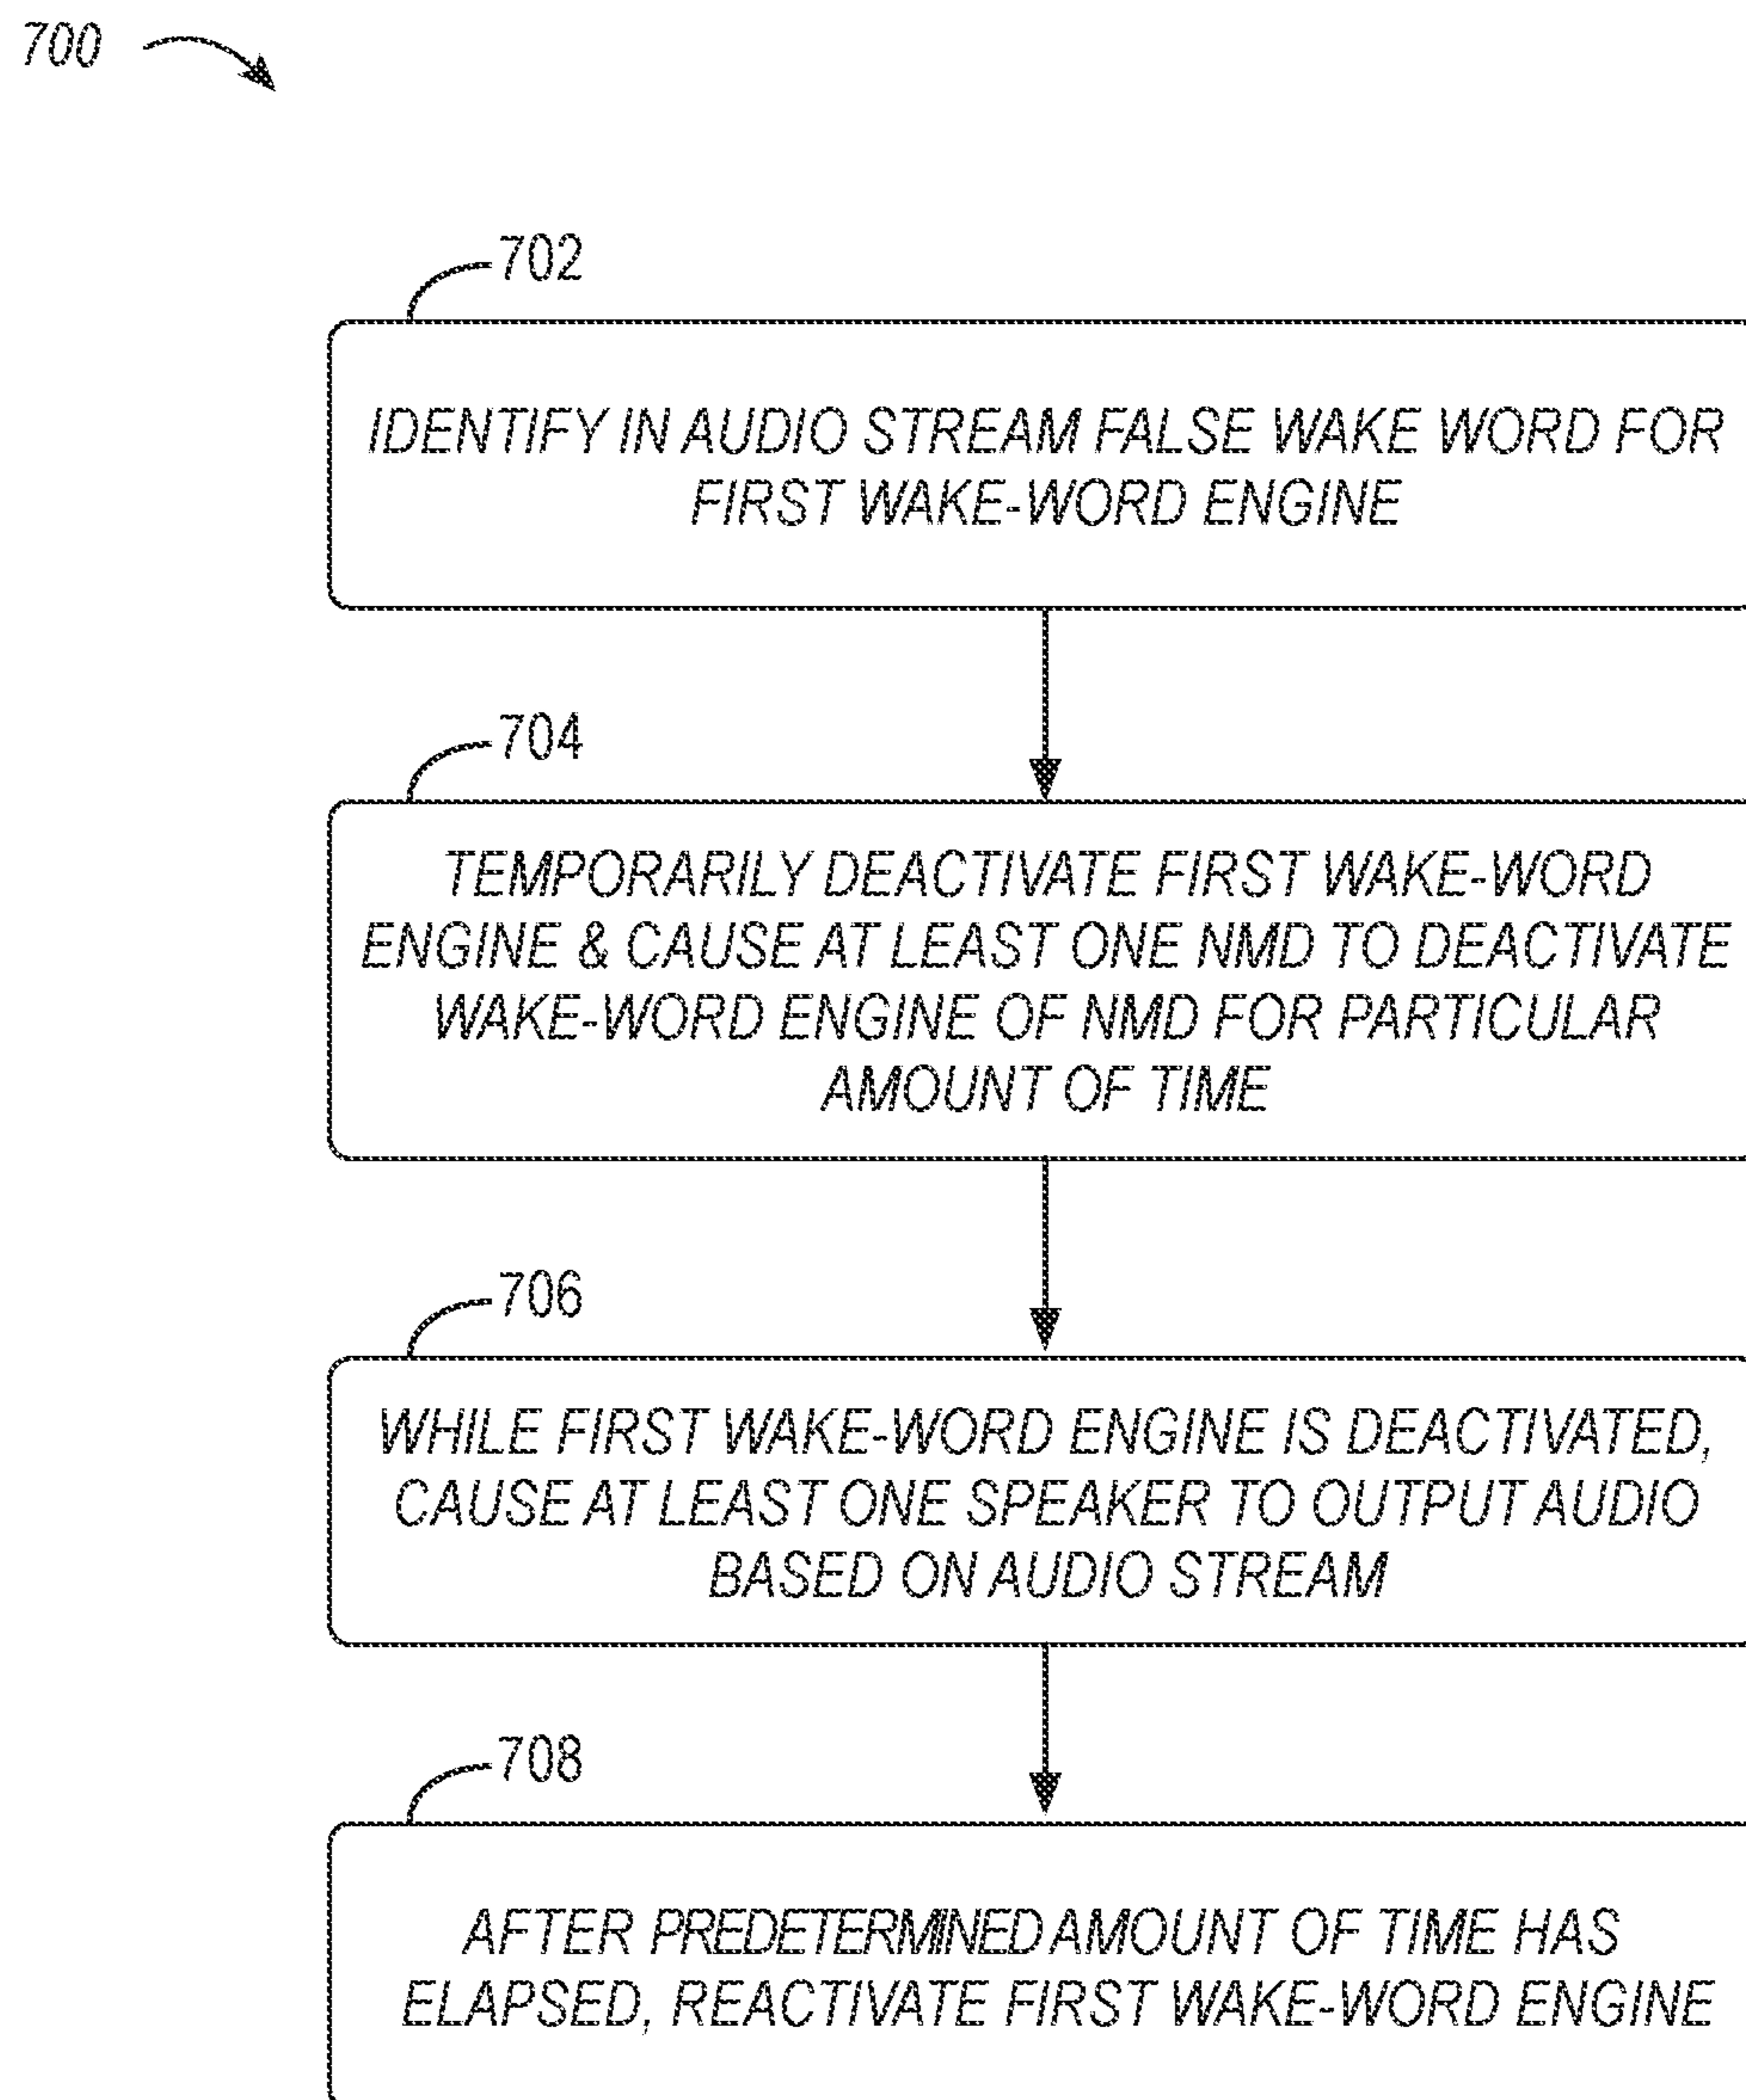 700
702
IDENTIFY IN AUDIO STREAM FALSE WAKE WORD FOR
FIRST WAKE-WORD ENGINE
704
TEMPORARILY DEACTIVATE FIRST WAKE-WORD
ENGINE & CAUSE AT LEAST ONE NMD TO DEACTIVATE
WAKE-WORD ENGINE OF NMD FOR PARTICULAR
AMOUNT OF TIME
706
WHILE FIRST WAKE-WORD ENGINE IS DEACTIVATED,
CAUSE AT LEAST ONE SPEAKER TO OUTPUT AUDIO
BASED ON AUDIO STREAM
708
AFTER PREDETERMINED AMOUNT OF TIME HAS
ELAPSED, REACTIVATE FIRST WAKE-WORD ENGINE